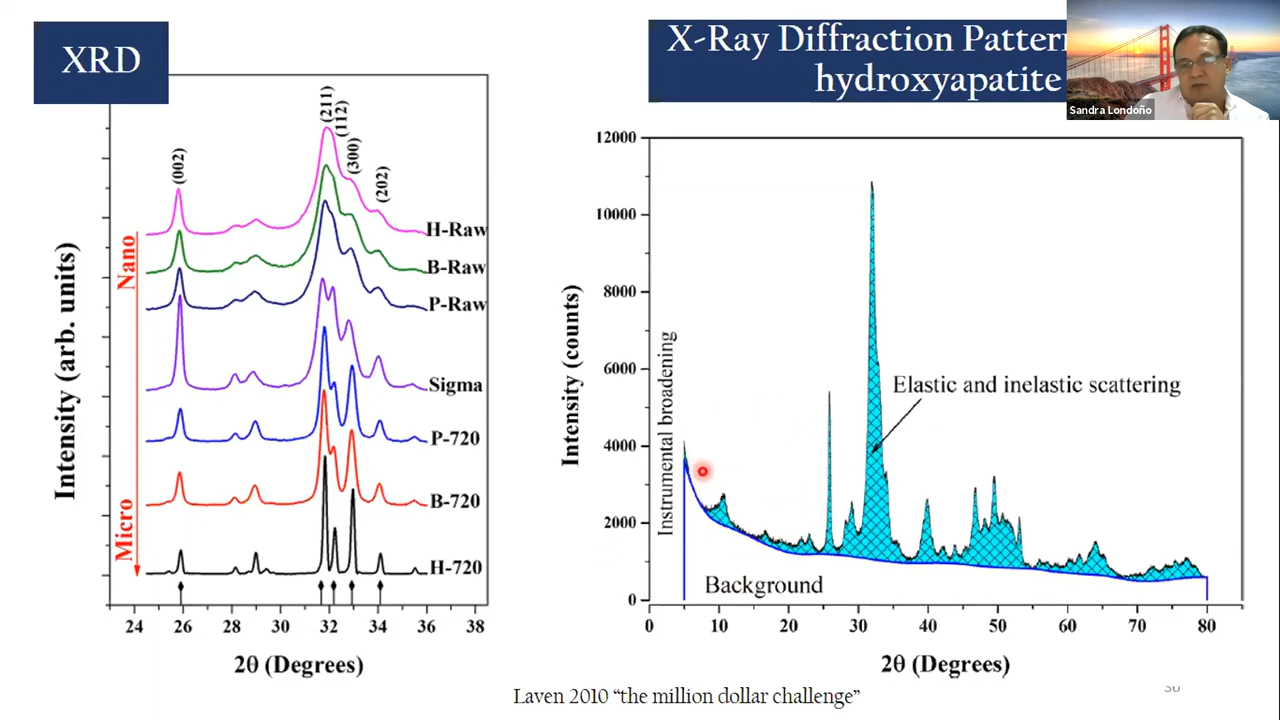 XRD
X-Ray Diffraction Patter
hydroxyapatite
Sandra Londoño
(002)
(211)
(112)
(300)
(202)
H-Raw
B-Raw
P-Raw
Sigma
P-720
B-720
H-720
Nano
Micro
Intensity (arb. units)
24
26
28
30
32
34
36
38
2θ (Degrees)
12000
10000
8000
6000
4000
2000
0
Intensity (counts)
Instrumental broadening
Elastic and inelastic scattering
Background
0
10
20
30
40
50
60
70
80
2θ (Degrees)
Laven 2010 “the million dollar challenge”